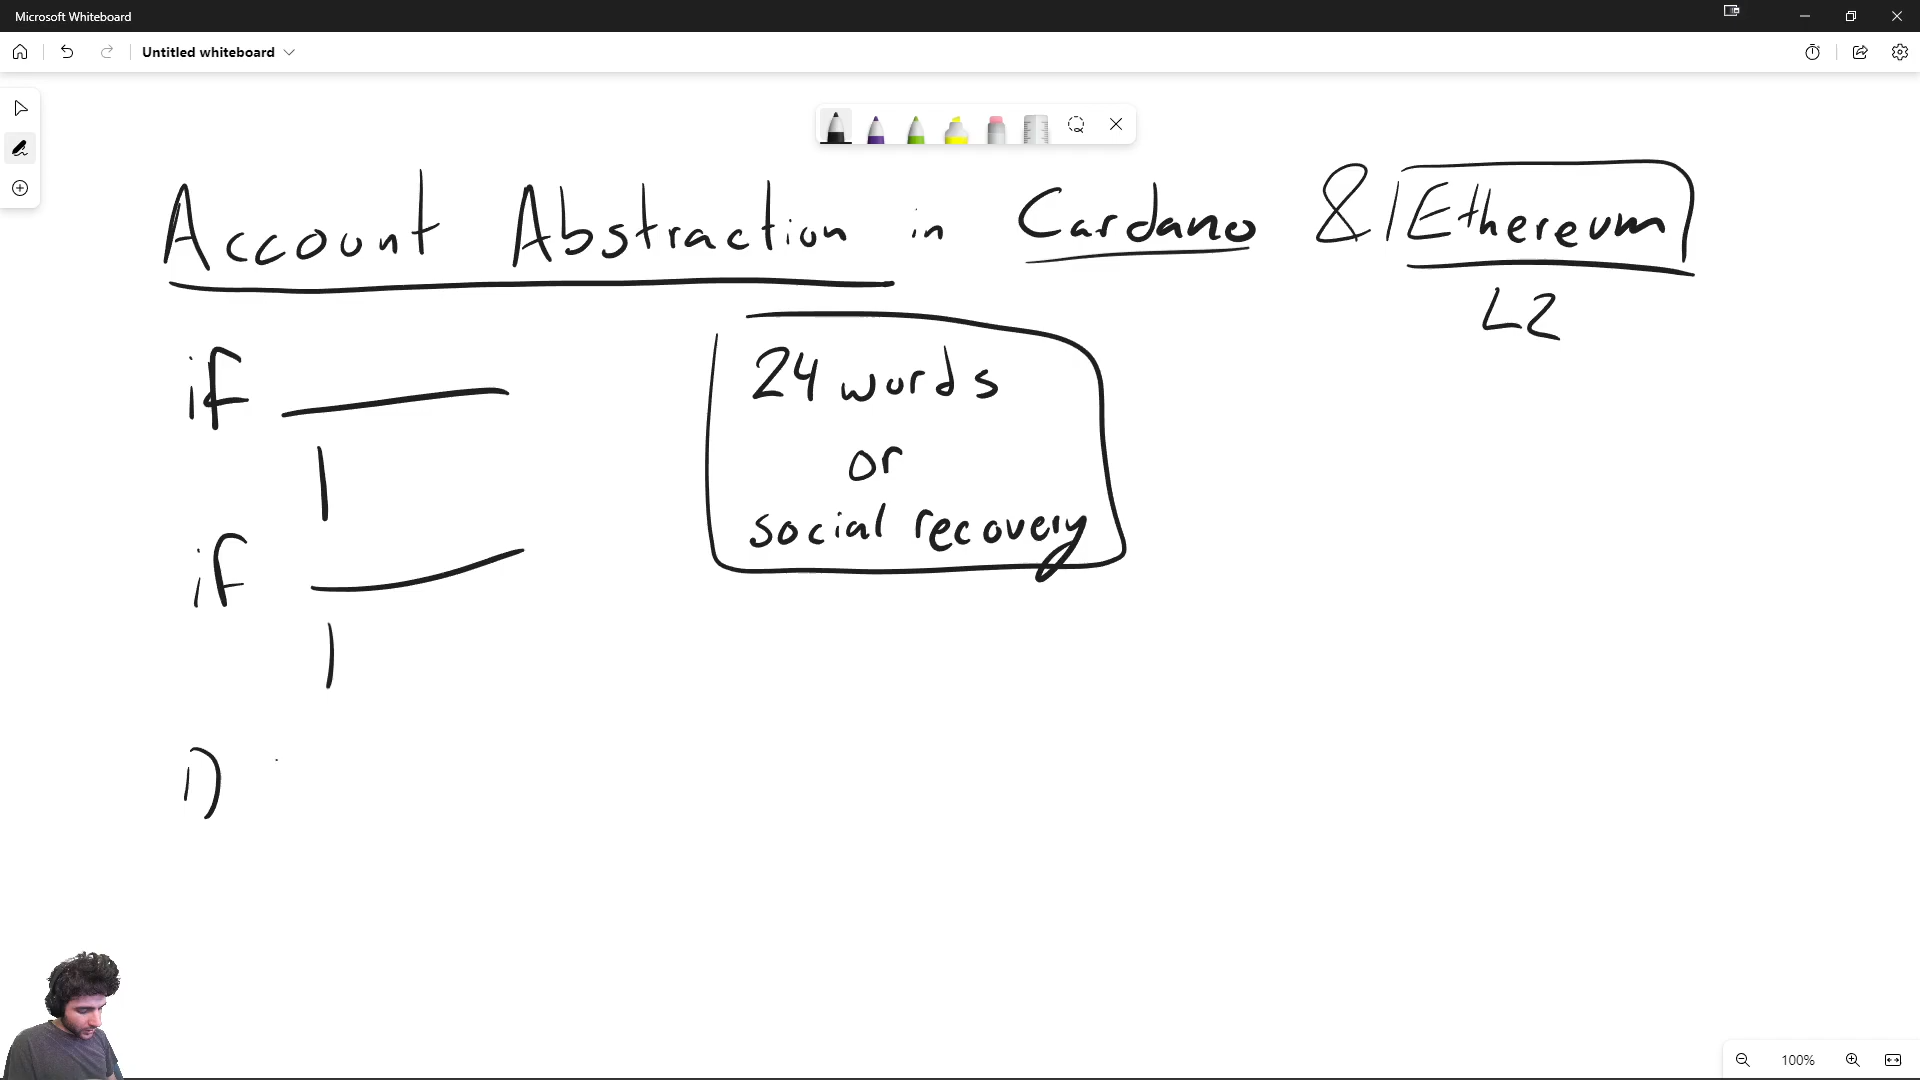 Microsoft Whiteboard
Untitled whiteboard
Account Abstraction in Cardano & Ethereum
L2
if
24 words
or
social recovery
if
1)
100%